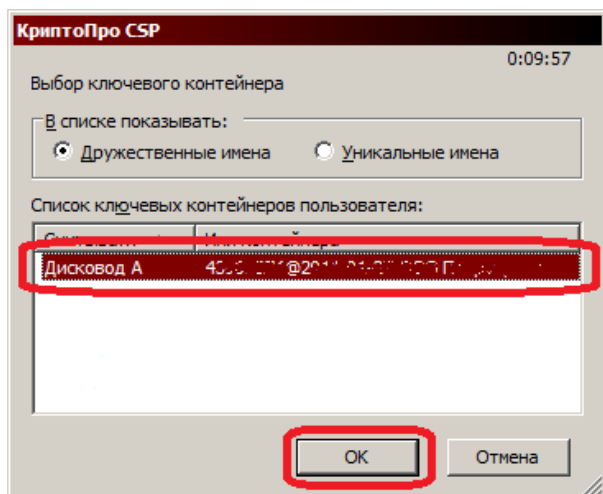 КриптоПро CSP
0:09:57
Выбор ключевого контейнера
В списке показывать:
Дружественные имена Уникальные имена
Список ключевых контейнеров пользователя:
Дисковод A
OK Отмена